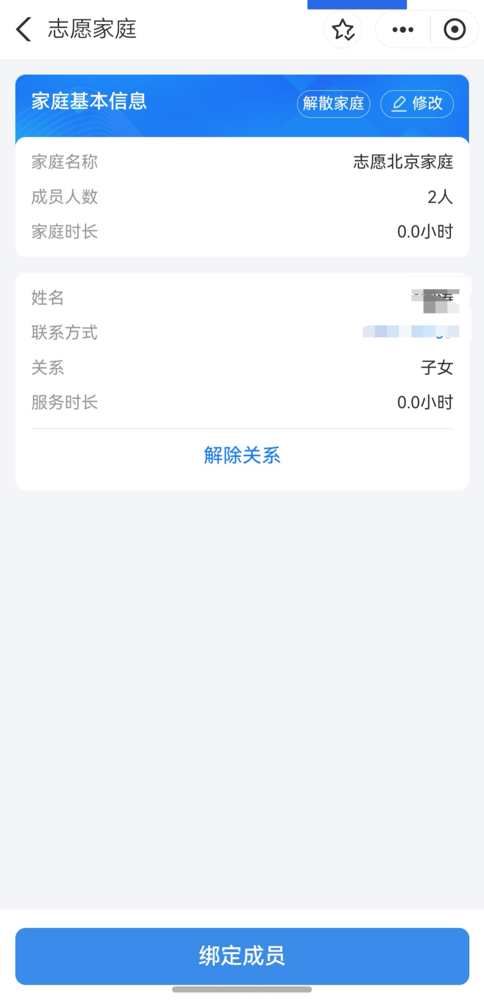 志愿家庭
家庭基本信息
解散家庭
修改
家庭名称 志愿北京家庭
成员人数 2人
家庭时长 0.0小时
姓名
联系方式
关系 子女
服务时长 0.0小时
解除关系
绑定成员